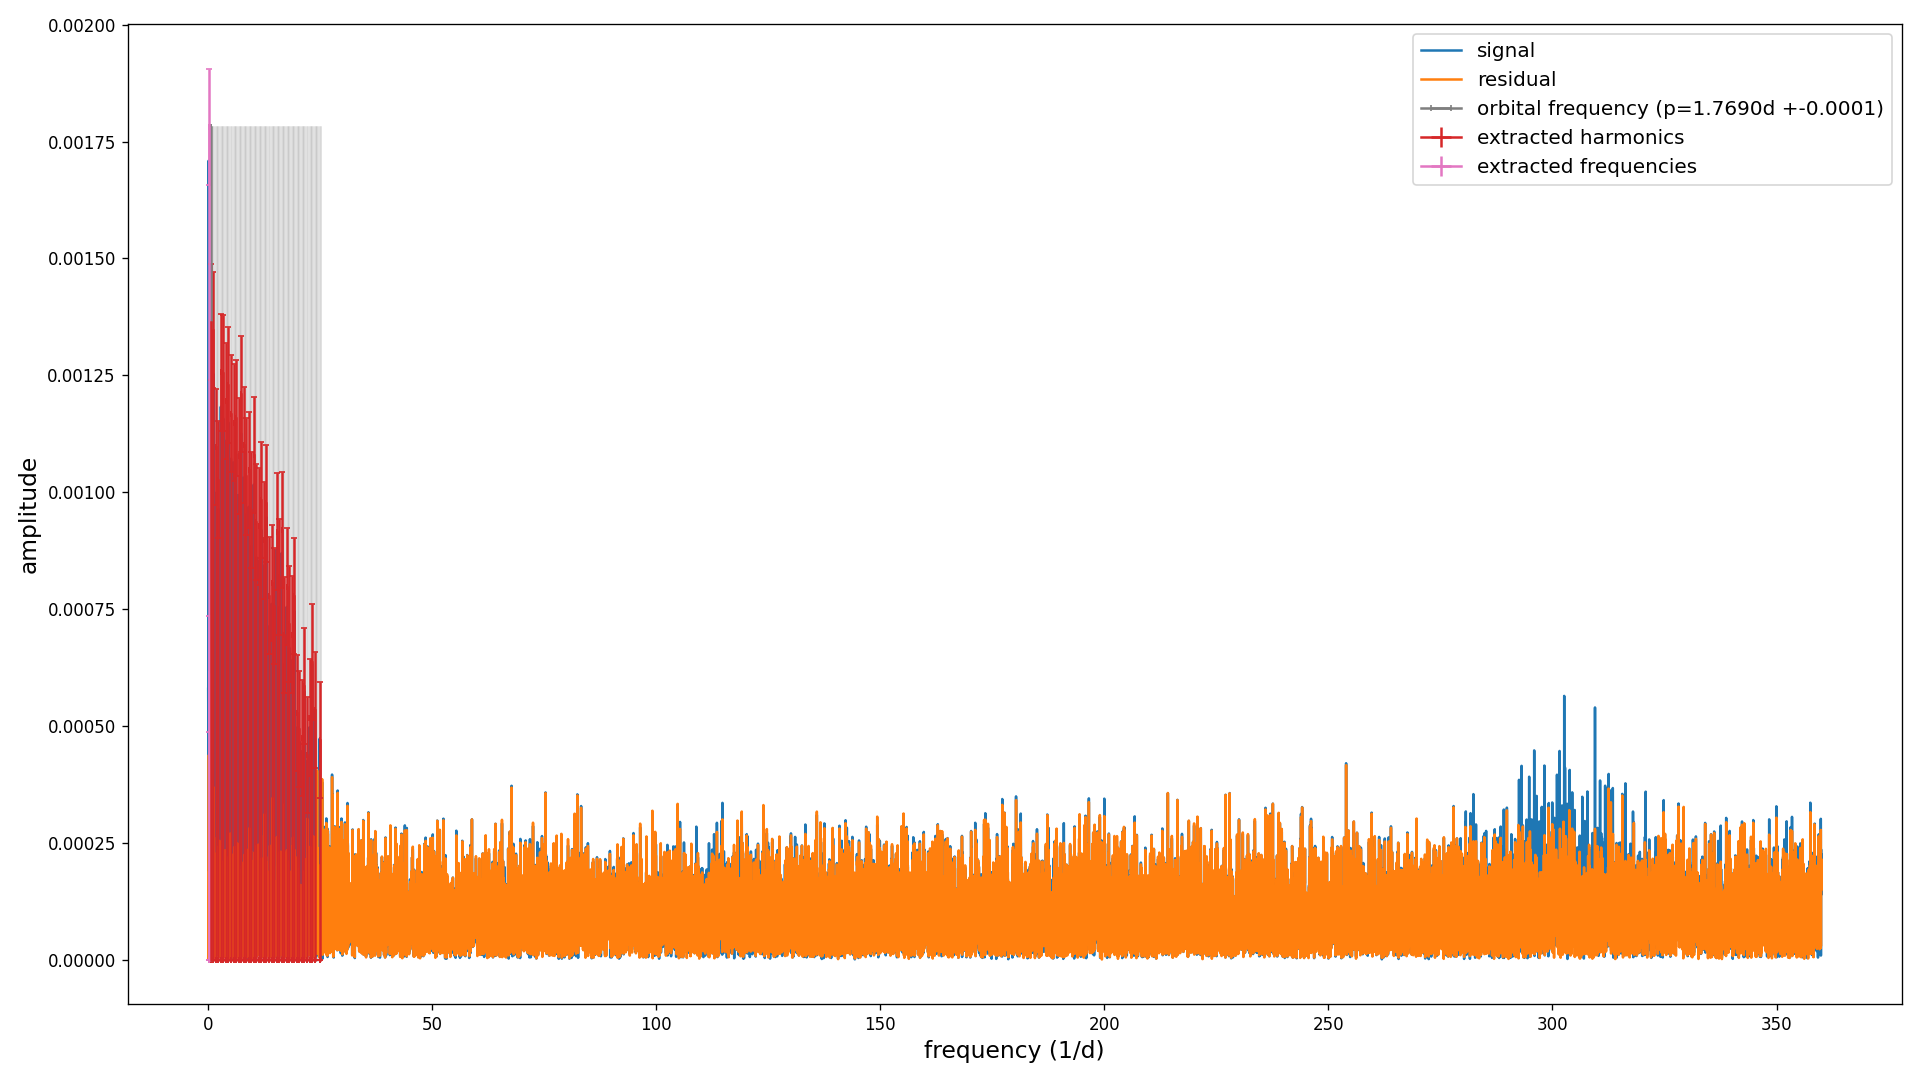 0.00200
0.00175
0.00150
0.00125
0.00100
0.00075
0.00050
0.00025
0.00000
amplitude
signal
residual
orbital frequency (p=1.7690d +-0.0001)
extracted harmonics
extracted frequencies
0 50 100 150 200 250 300 350
frequency (1/d)